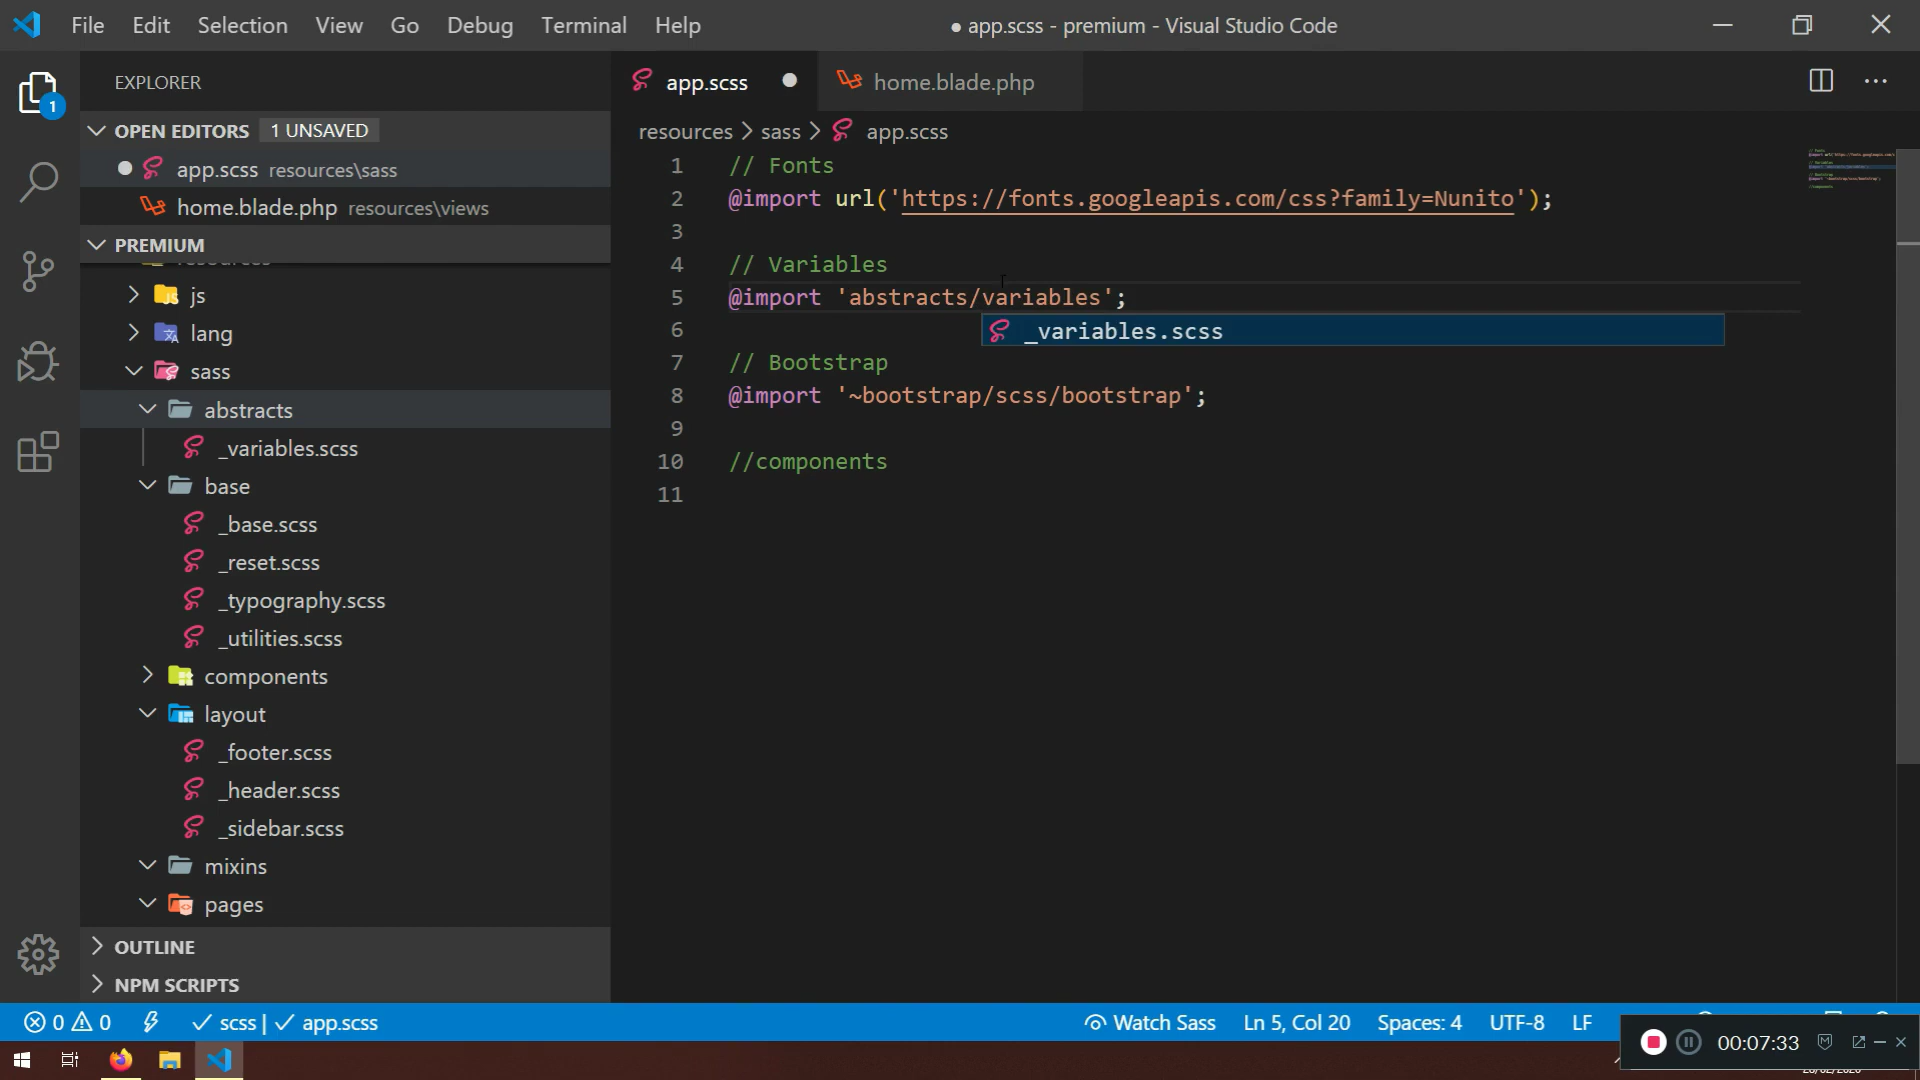 File Edit Selection View Go Debug Terminal Help
● app.scss - premium - Visual Studio Code
1
EXPLORER
OPEN EDITORS 1 UNSAVED
app.scss resources\sass
home.blade.php resources\views
PREMIUM
resources
js
lang
sass
abstracts
_variables.scss
base
_base.scss
_reset.scss
_typography.scss
_utilities.scss
components
layout
_footer.scss
_header.scss
_sidebar.scss
mixins
pages
OUTLINE
NPM SCRIPTS
app.scss
home.blade.php
resources > sass > app.scss
1 // Fonts
2 @import url('https://fonts.googleapis.com/css?family=Nunito');
3
4 // Variables
5 @import 'abstracts/variables';
_variables.scss
6
7 // Bootstrap
8 @import '~bootstrap/scss/bootstrap';
9
10 //components
11
0 0 scss | app.scss
Watch Sass Ln 5, Col 20 Spaces: 4 UTF-8 LF
00:07:33